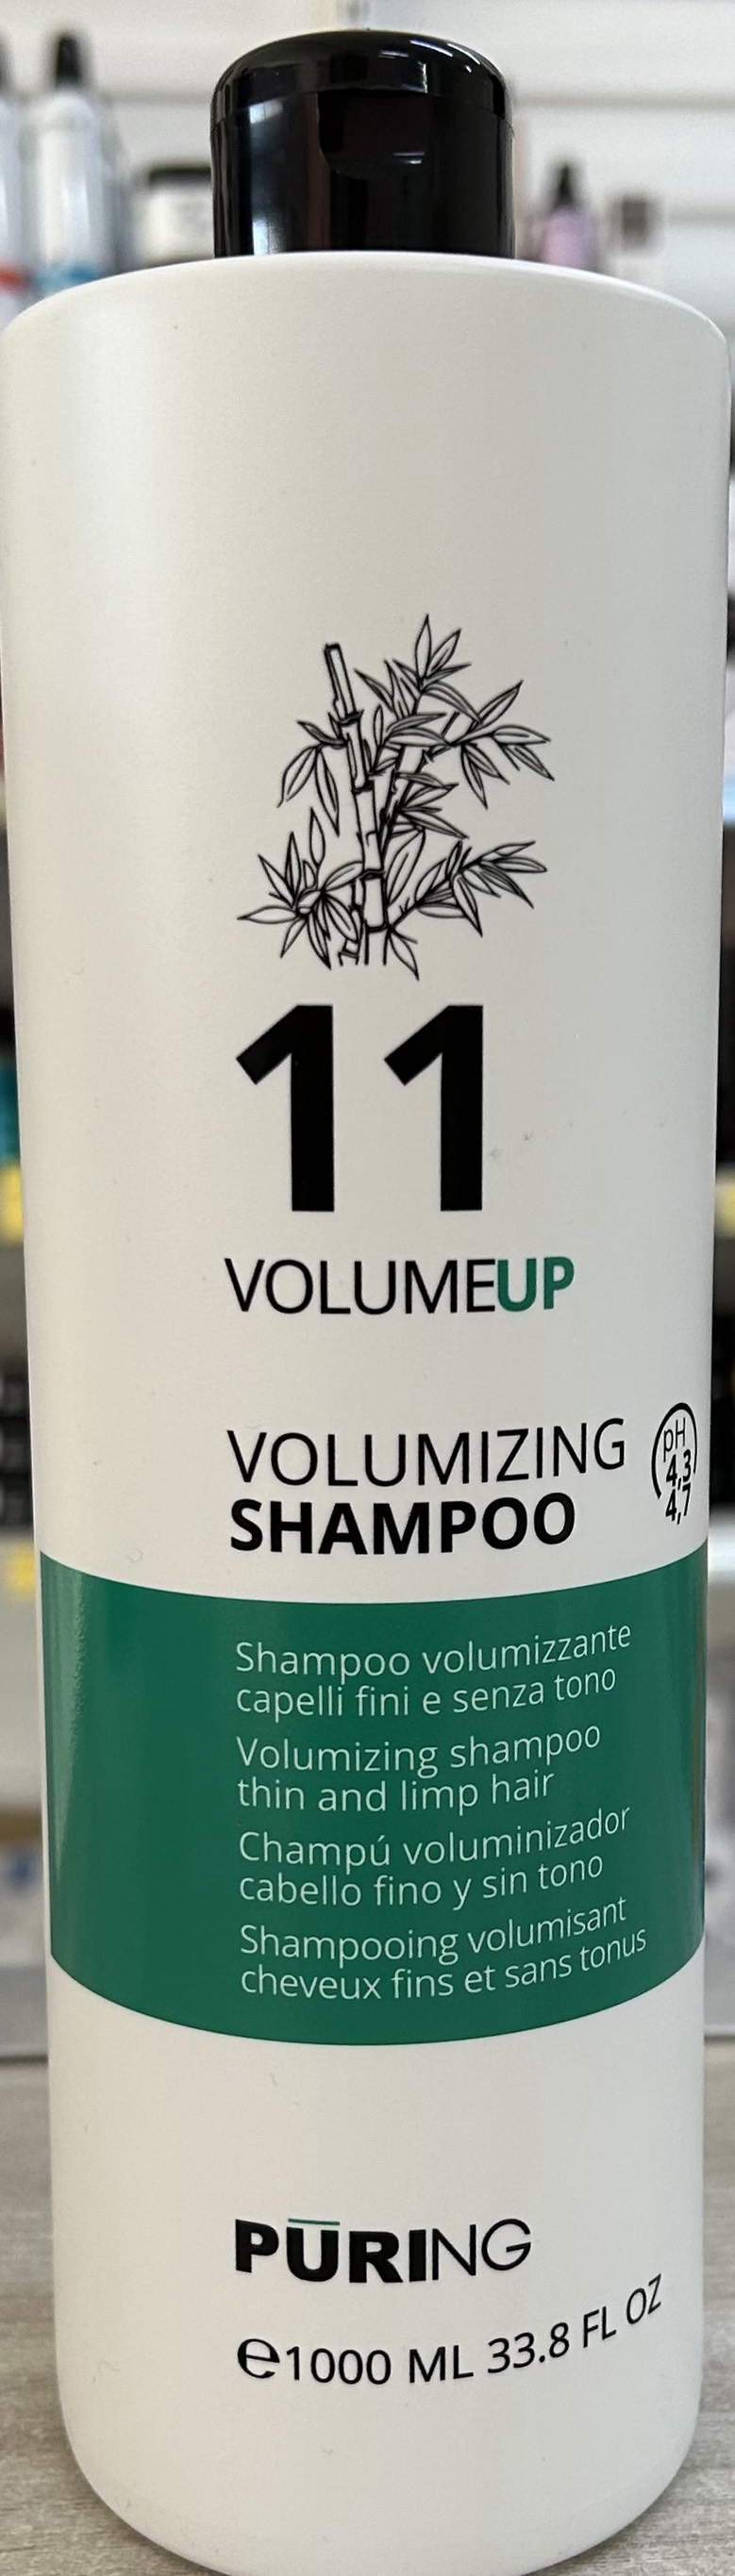 11
VOLUMEUP
VOLUMIZING
SHAMPOO
pH
4,3
4,7
Shampoo volumizzante
capelli fini e senza tono
Volumizing shampoo
thin and limp hair
Champú voluminizador
cabello fino y sin tono
Shampooing volumisant
cheveux fins et sans tonus
PŪRING
℮1000 ML 33.8 FL OZ